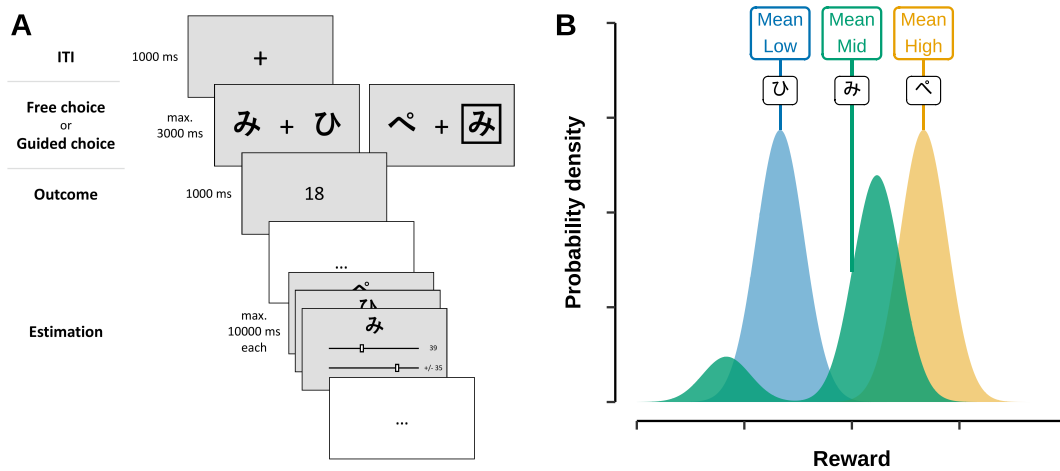 A
ITI
1000 ms
+
Free choice
or
Guided choice
max.
3000 ms
み + ひ
ぺ + み
Outcome
1000 ms
18
...
Estimation
max.
10000 ms
each
ぺ
ひ
み
39
+/- 35
...
B
Mean
Low
Mean
Mid
Mean
High
ひ
み
ぺ
Probability density
Reward